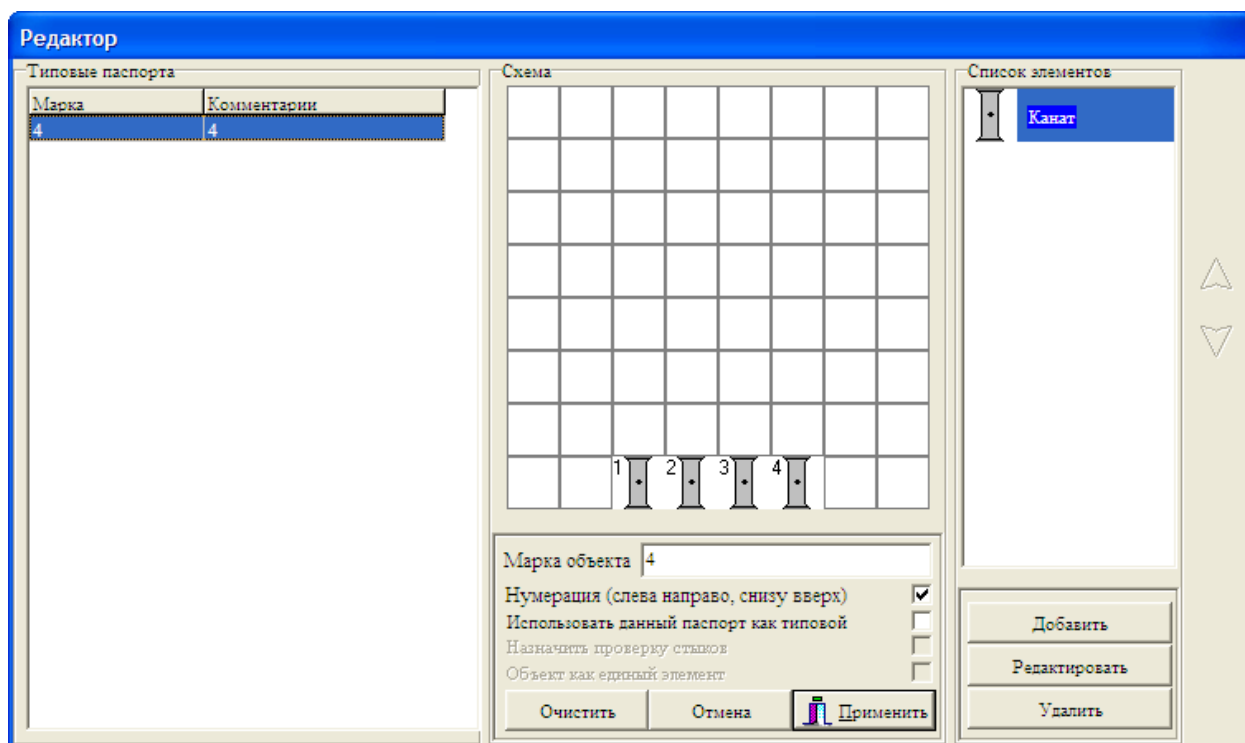 Редактор
Типовые паспорта
Марка Комментарии
4 4
Схема
1 2 3 4
Марка объекта 4
Нумерация (слева направо, снизу вверх)
Использовать данный паспорт как типовой
Назначить проверку стыков
Объект как единый элемент
Очистить Отмена Применить
Список элементов
Канат
Добавить
Редактировать
Удалить